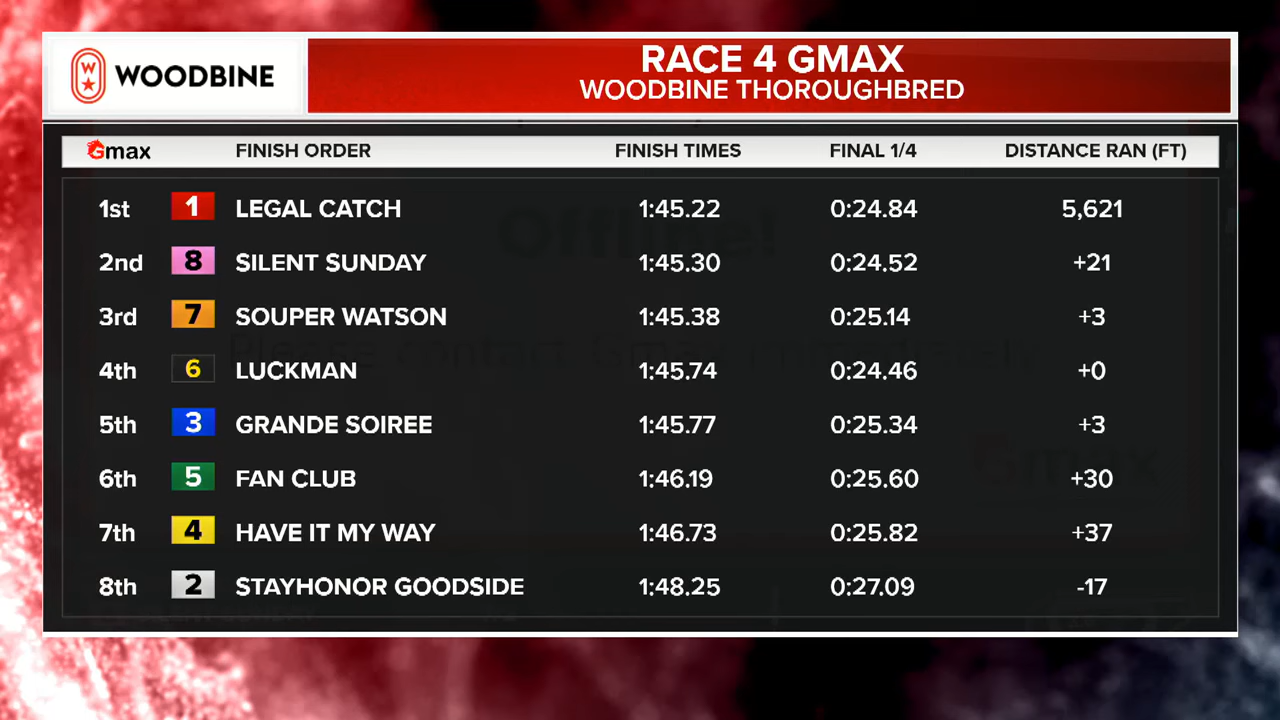 WOODBINE
RACE 4 GMAX
WOODBINE THOROUGHBRED
Gmax FINISH ORDER FINISH TIMES FINAL 1/4 DISTANCE RAN (FT)
1st 1 LEGAL CATCH 1:45.22 0:24.84 5,621
2nd 8 SILENT SUNDAY 1:45.30 0:24.52 +21
3rd 7 SOUPER WATSON 1:45.38 0:25.14 +3
4th 6 LUCKMAN 1:45.74 0:24.46 +0
5th 3 GRANDE SOIREE 1:45.77 0:25.34 +3
6th 5 FAN CLUB 1:46.19 0:25.60 +30
7th 4 HAVE IT MY WAY 1:46.73 0:25.82 +37
8th 2 STAYHONOR GOODSIDE 1:48.25 0:27.09 -17